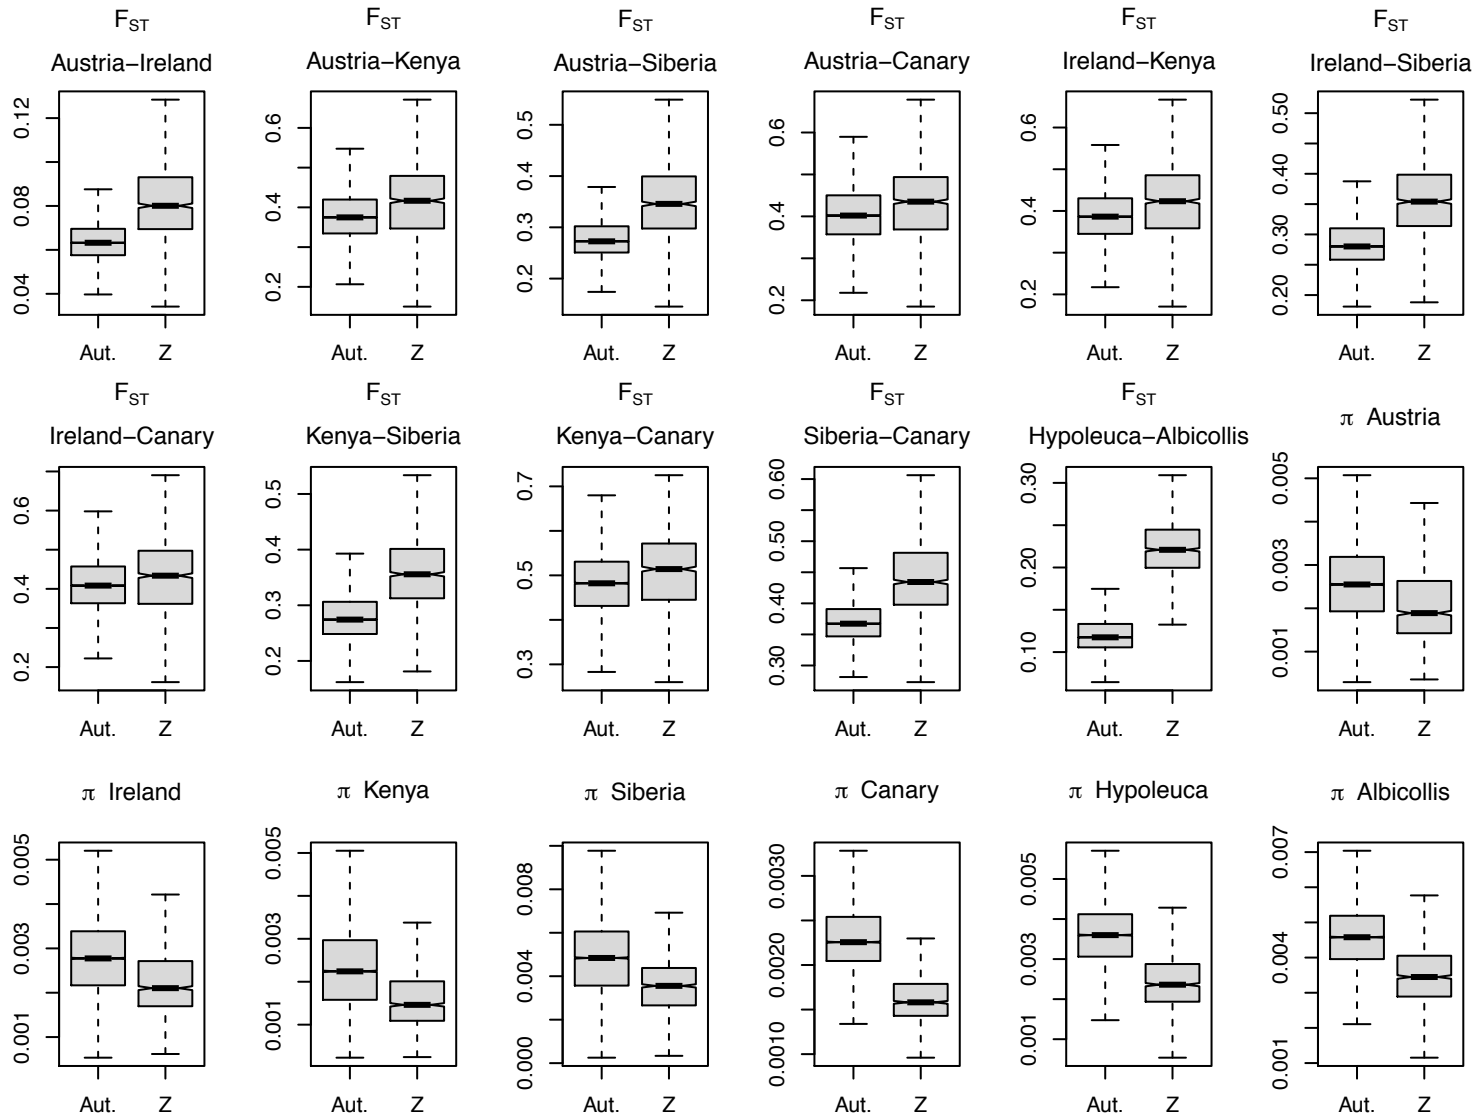 F_ST F_ST F_ST F_ST F_ST F_ST
Austria−Ireland Austria−Kenya Austria−Siberia Austria−Canary Ireland−Kenya Ireland−Siberia
0.04 0.08 0.12
Aut. Z
0.2 0.4 0.6
Aut. Z
0.2 0.3 0.4 0.5
Aut. Z
0.2 0.4 0.6
Aut. Z
0.2 0.4 0.6
Aut. Z
0.20 0.30 0.40 0.50
Aut. Z
F_ST F_ST F_ST F_ST F_ST
Ireland−Canary Kenya−Siberia Kenya−Canary Siberia−Canary Hypoleuca−Albicollis π Austria
0.2 0.4 0.6
Aut. Z
0.2 0.3 0.4 0.5
Aut. Z
0.3 0.5 0.7
Aut. Z
0.30 0.40 0.50 0.60
Aut. Z
0.10 0.20 0.30
Aut. Z
0.001 0.003 0.005
Aut. Z
π Ireland π Kenya π Siberia π Canary π Hypoleuca π Albicollis
0.001 0.003 0.005
Aut. Z
0.001 0.003 0.005
Aut. Z
0.000 0.004 0.008
Aut. Z
0.0010 0.0020 0.0030
Aut. Z
0.001 0.003 0.005
Aut. Z
0.001 0.004 0.007
Aut. Z